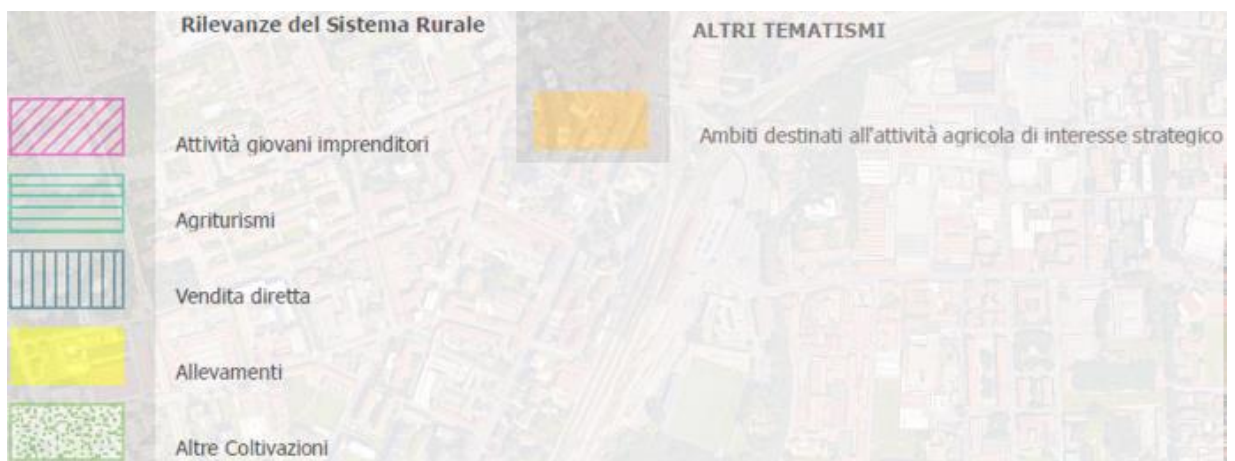 Rilevanze del Sistema Rurale
Attività giovani imprenditori
Agriturismi
Vendita diretta
Allevamenti
Altre Coltivazioni
ALTRI TEMATISMI
Ambiti destinati all'attività agricola di interesse strategico